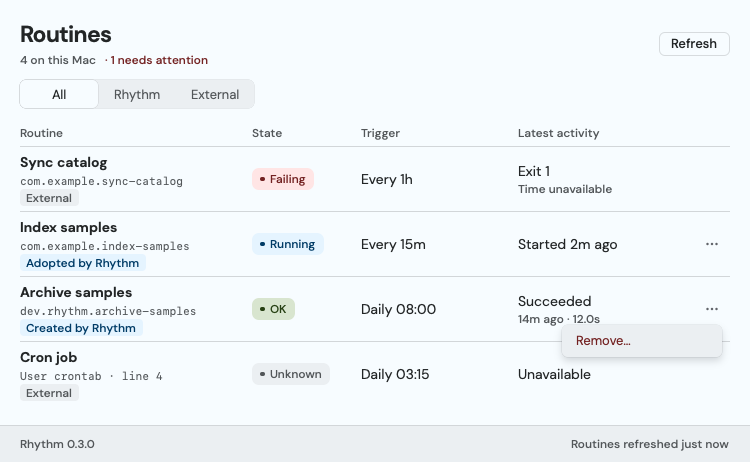 Routines
4 on this Mac · 1 needs attention
Refresh
All Rhythm External
Routine State Trigger Latest activity
Sync catalog
com.example.sync-catalog
External
Failing
Every 1h
Exit 1
Time unavailable
Index samples
com.example.index-samples
Adopted by Rhythm
Running
Every 15m
Started 2m ago
Archive samples
dev.rhythm.archive-samples
Created by Rhythm
OK
Daily 08:00
Succeeded
14m ago · 12.0s
Remove…
Cron job
User crontab · line 4
External
Unknown
Daily 03:15
Unavailable
Rhythm 0.3.0
Routines refreshed just now